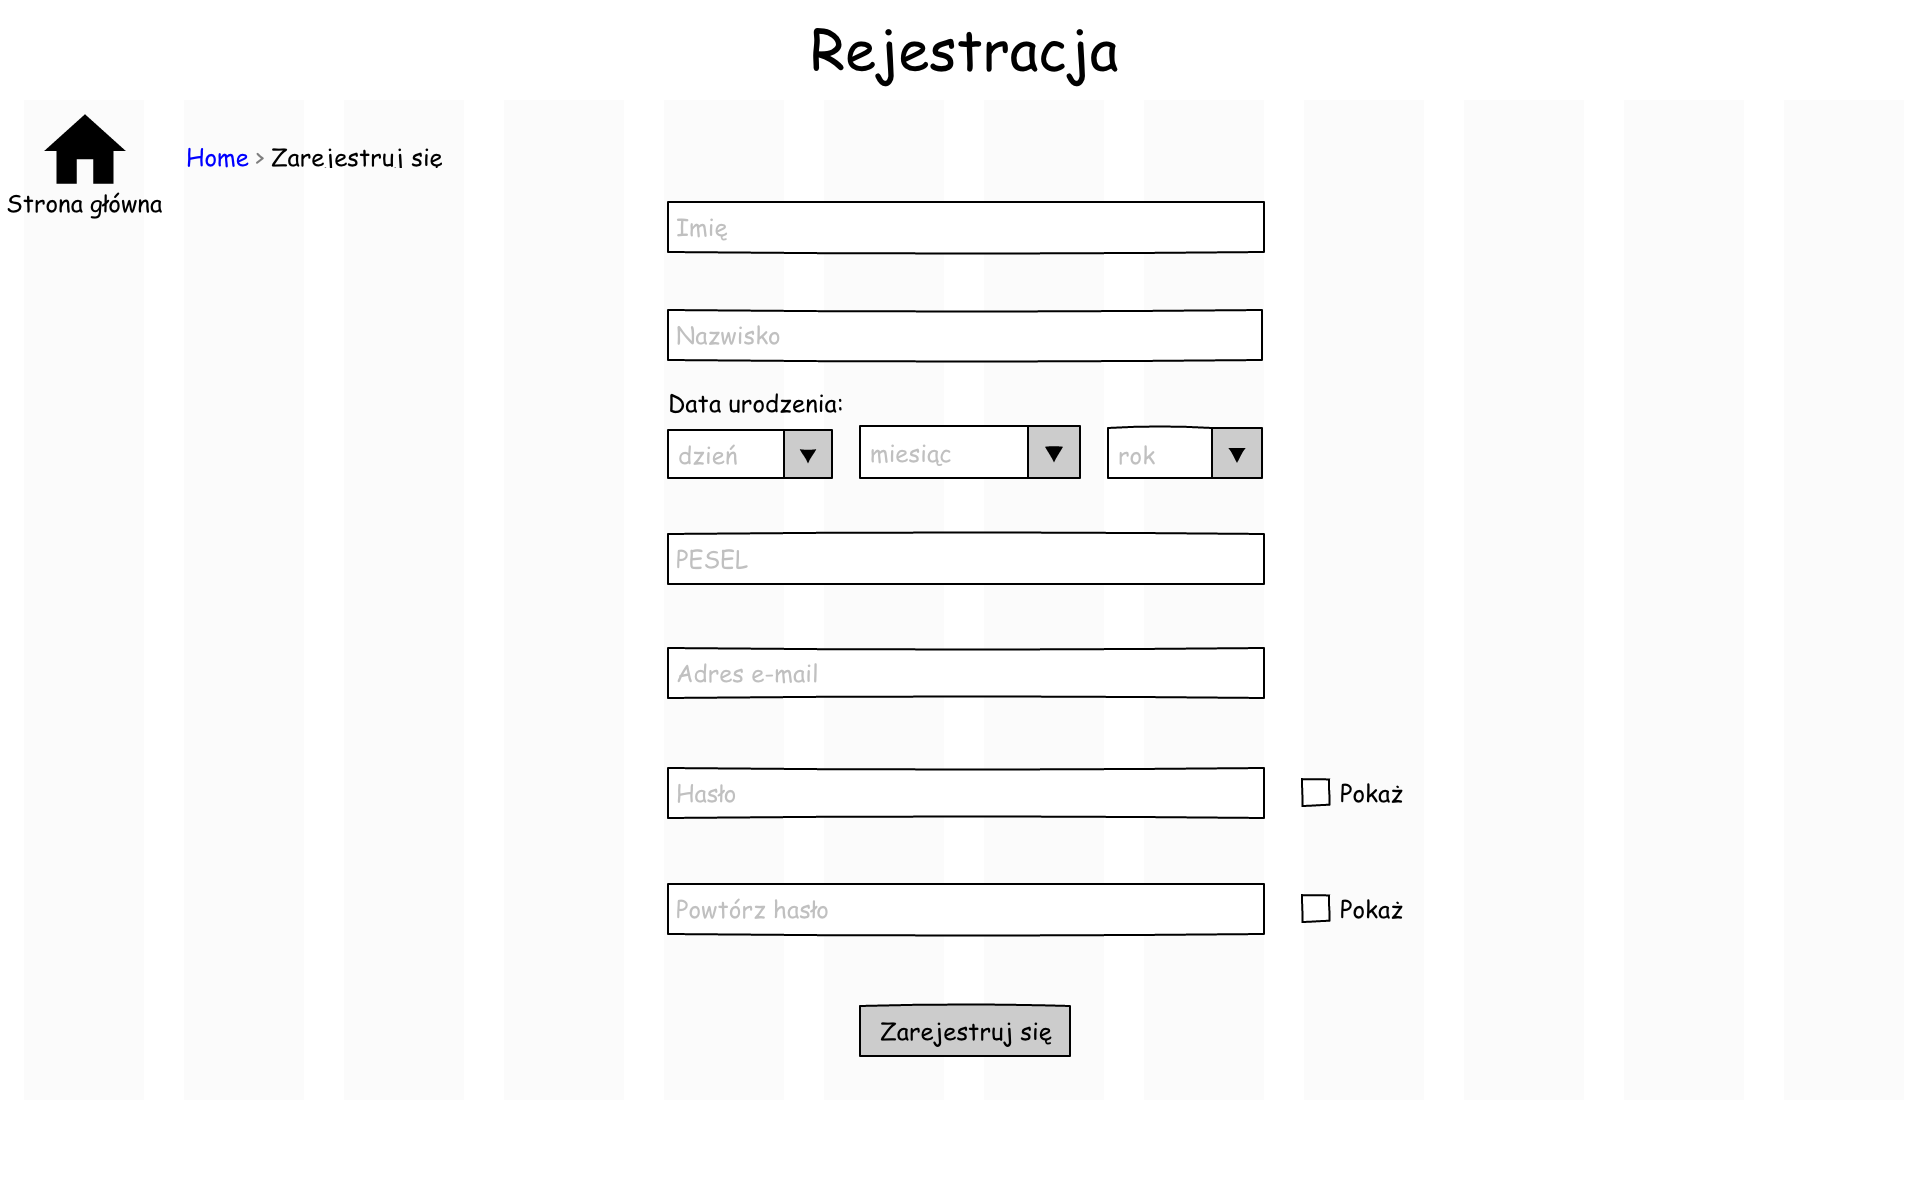 Rejestracja
Home > Zarejestruj się
Strona główna
Imię
Nazwisko
Data urodzenia:
dzień miesiąc rok
PESEL
Adres e-mail
Hasło Pokaż
Powtórz hasło Pokaż
Zarejestruj się